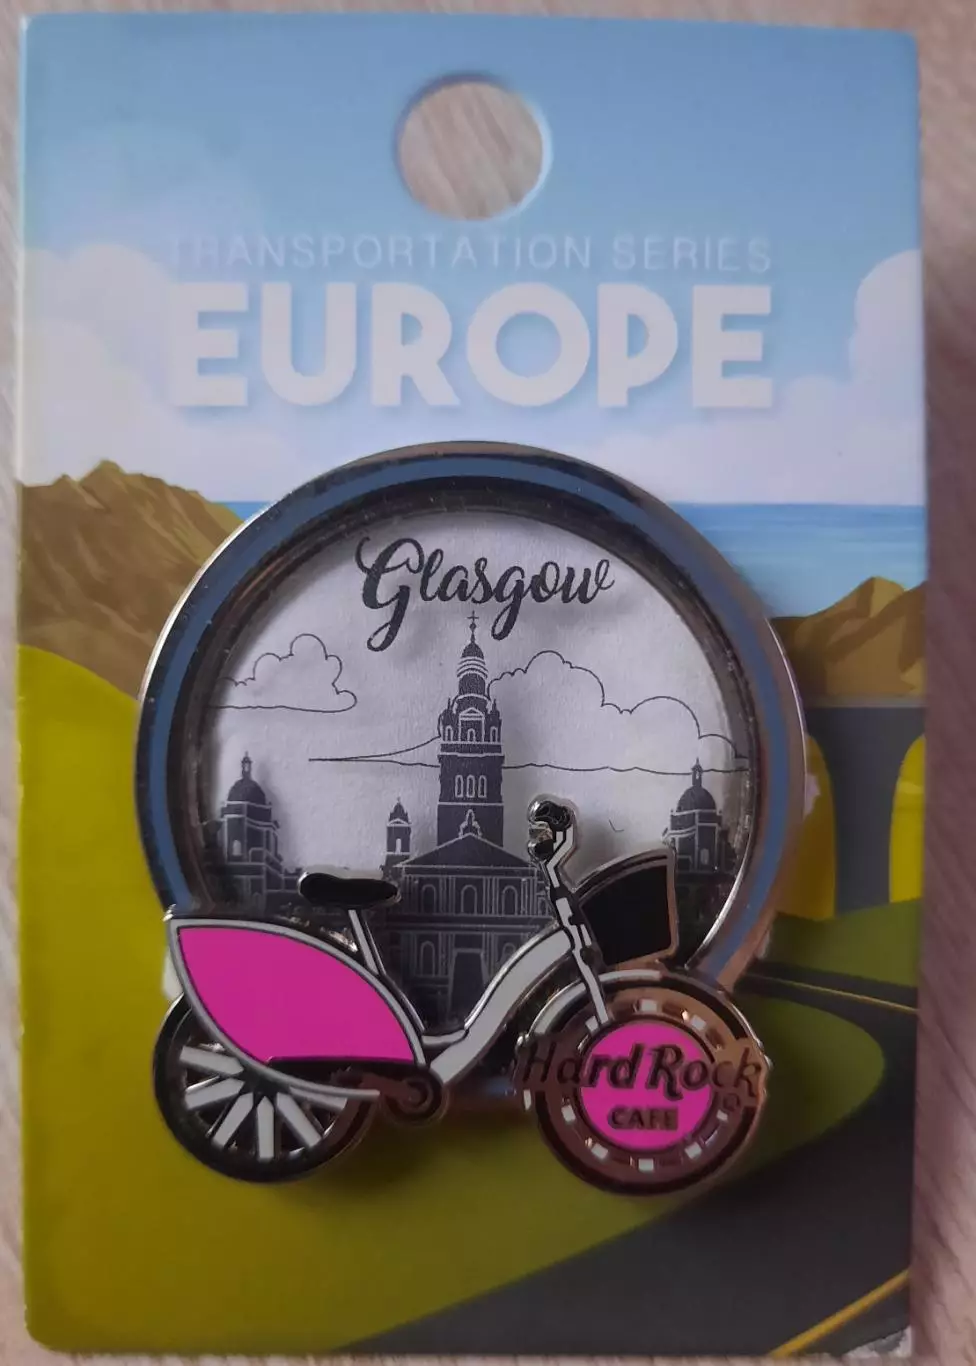 TRANSPORTATION SERIES
EUROPE
Glasgow
Hard Rock
CAFE